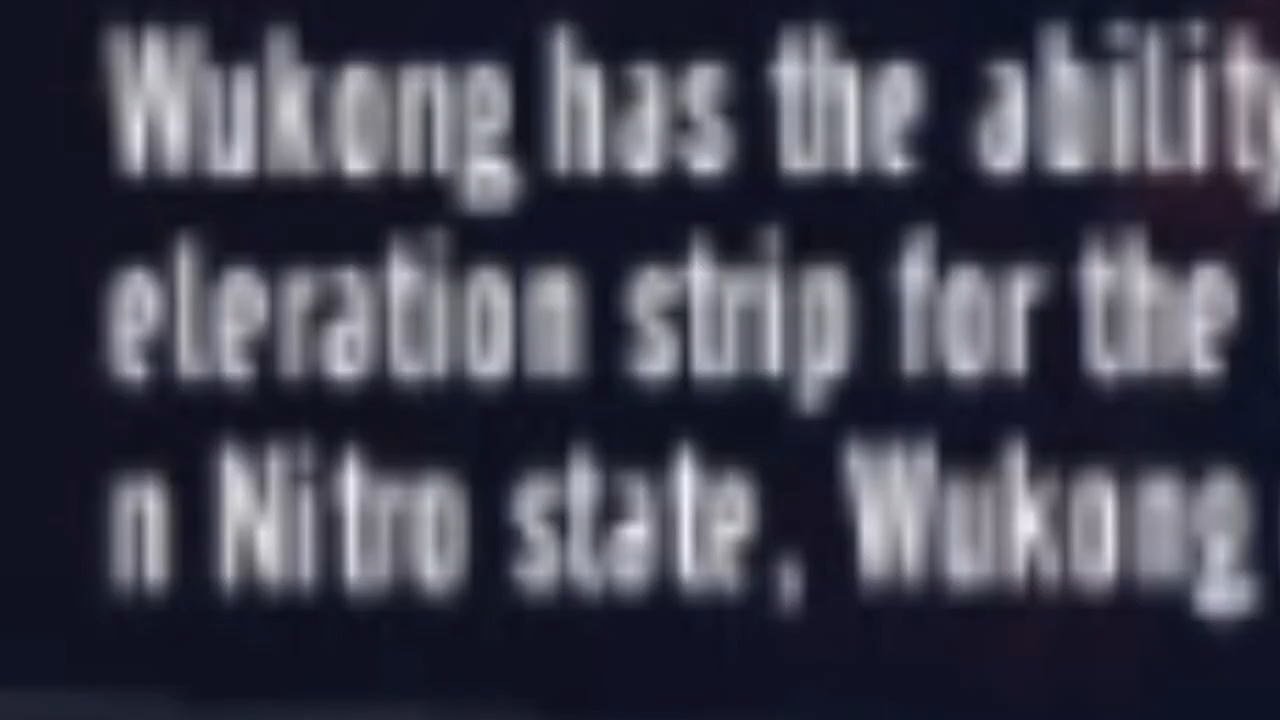 Wukong has the ability
eleration strip for the
n Nitro state, Wukong